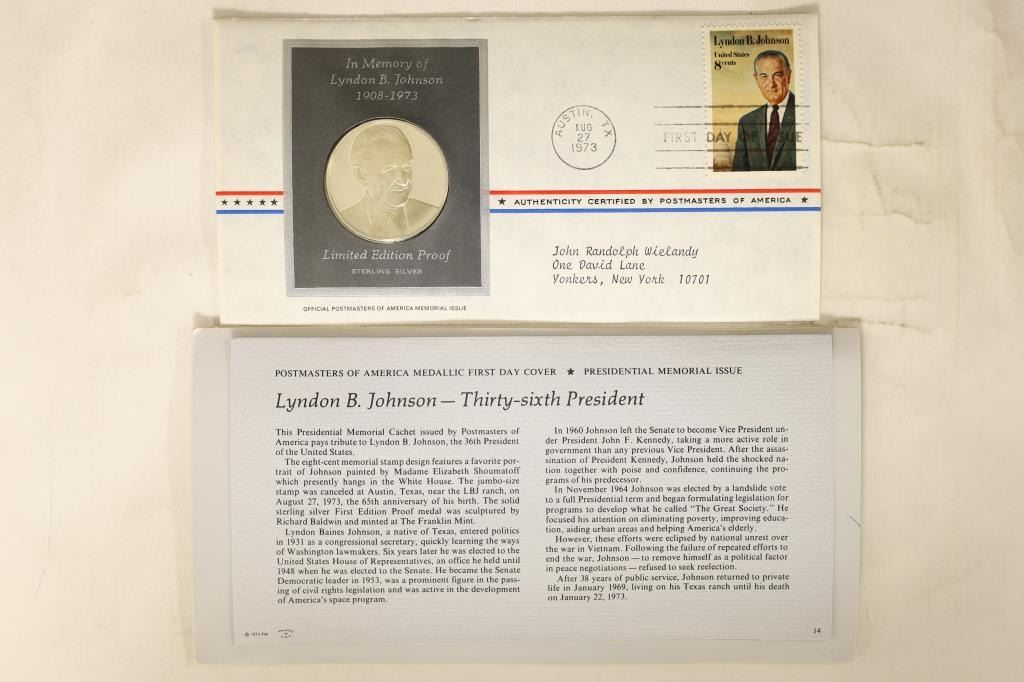 In Memory of
Lyndon B. Johnson
1908-1973
Limited Edition Proof
STERLING SILVER
OFFICIAL POSTMASTERS OF AMERICA MEMORIAL ISSUE
AUSTIN, TX
AUG
27
1973
FIRST DAY OF ISSUE
Lyndon B. Johnson
United States
8 cents
★ ★ ★ ★ ★
★ AUTHENTICITY CERTIFIED BY POSTMASTERS OF AMERICA ★
John Randolph Wielandy
One David Lane
Yonkers, New York 10701
POSTMASTERS OF AMERICA MEDALLIC FIRST DAY COVER ★ PRESIDENTIAL MEMORIAL ISSUE
Lyndon B. Johnson — Thirty-sixth President
This Presidential Memorial Cachet issued by Postmasters of
America pays tribute to Lyndon B. Johnson, the 36th President
of the United States.
The eight-cent memorial stamp design features a favorite por-
trait of Johnson painted by Madame Elizabeth Shoumatoff
which presently hangs in the White House. The jumbo-size
stamp was canceled at Austin, Texas, near the LBJ ranch, on
August 27, 1973, the 65th anniversary of his birth. The solid
sterling silver First Edition Proof medal was sculptured by
Richard Baldwin and minted at The Franklin Mint.
Lyndon Baines Johnson, a native of Texas, entered politics
in 1931 as a congressional secretary, quickly learning the ways
of Washington lawmakers. Six years later he was elected to the
United States House of Representatives, an office he held until
1948 when he was elected to the Senate. He became the Senate
Democratic leader in 1953, was a prominent figure in the pass-
ing of civil rights legislation and was active in the development
of America's space program.
In 1960 Johnson left the Senate to become Vice President un-
der President John F. Kennedy, taking a more active role in
government than any previous Vice President. After the assas-
sination of President Kennedy, Johnson held the shocked na-
tion together with poise and confidence, continuing the pro-
grams of his predecessor.
In November 1964 Johnson was elected by a landslide vote
to a full Presidential term and began formulating legislation for
programs to develop what he called "The Great Society." He
focused his attention on eliminating poverty, improving educa-
tion, aiding urban areas and helping America's elderly.
However, these efforts were eclipsed by national unrest over
the war in Vietnam. Following the failure of repeated efforts to
end the war, Johnson — to remove himself as a political factor
in peace negotiations — refused to seek reelection.
After 38 years of public service, Johnson returned to private
life in January 1969, living on his Texas ranch until his death
on January 22, 1973.
© 1973 FM
PRINTED
IN
U.S.A.
14